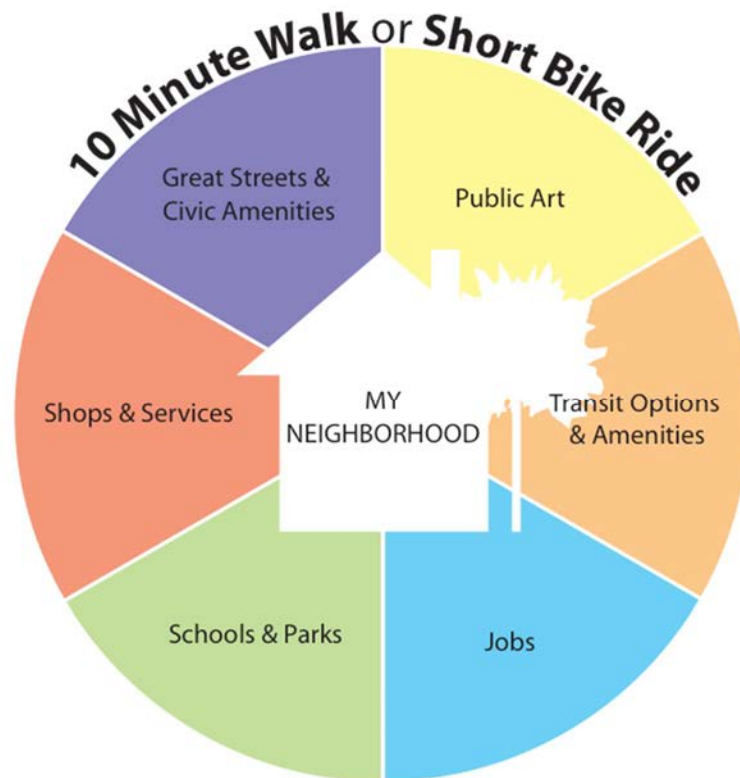 10 Minute Walk or Short Bike Ride
Great Streets &
Civic Amenities
Public Art
Shops & Services
MY
NEIGHBORHOOD
Transit Options
& Amenities
Schools & Parks
Jobs